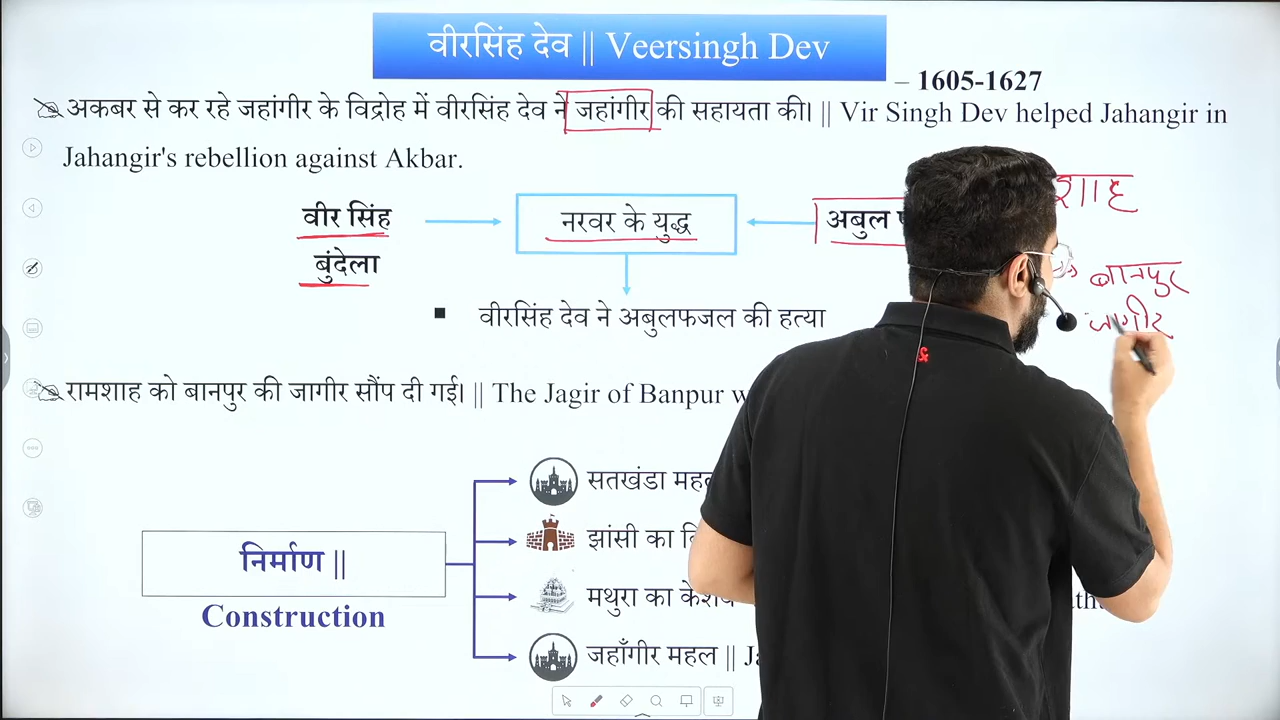 वीरसिंह देव || Veersingh Dev
– 1605-1627
अकबर से कर रहे जहांगीर के विद्रोह में वीरसिंह देव ने जहांगीर की सहायता की। || Vir Singh Dev helped Jahangir in
Jahangir's rebellion against Akbar.
शाह
वीर सिंह
बुंदेला
नरवर के युद्ध
अबुल
बानपुर
जागीर
वीरसिंह देव ने अबुलफजल की हत्या
रामशाह को बानपुर की जागीर सौंप दी गई। || The Jagir of Banpur
सतखंडा महल
झांसी का
मथुरा का
जहाँगीर महल ||
निर्माण ||
Construction